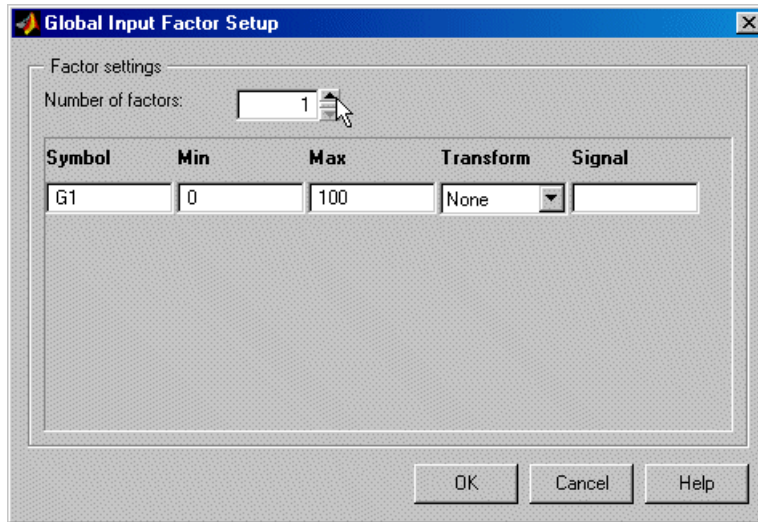 Global Input Factor Setup
Factor settings
Number of factors: 1
Symbol Min Max Transform Signal
G1 0 100 None
OK Cancel Help